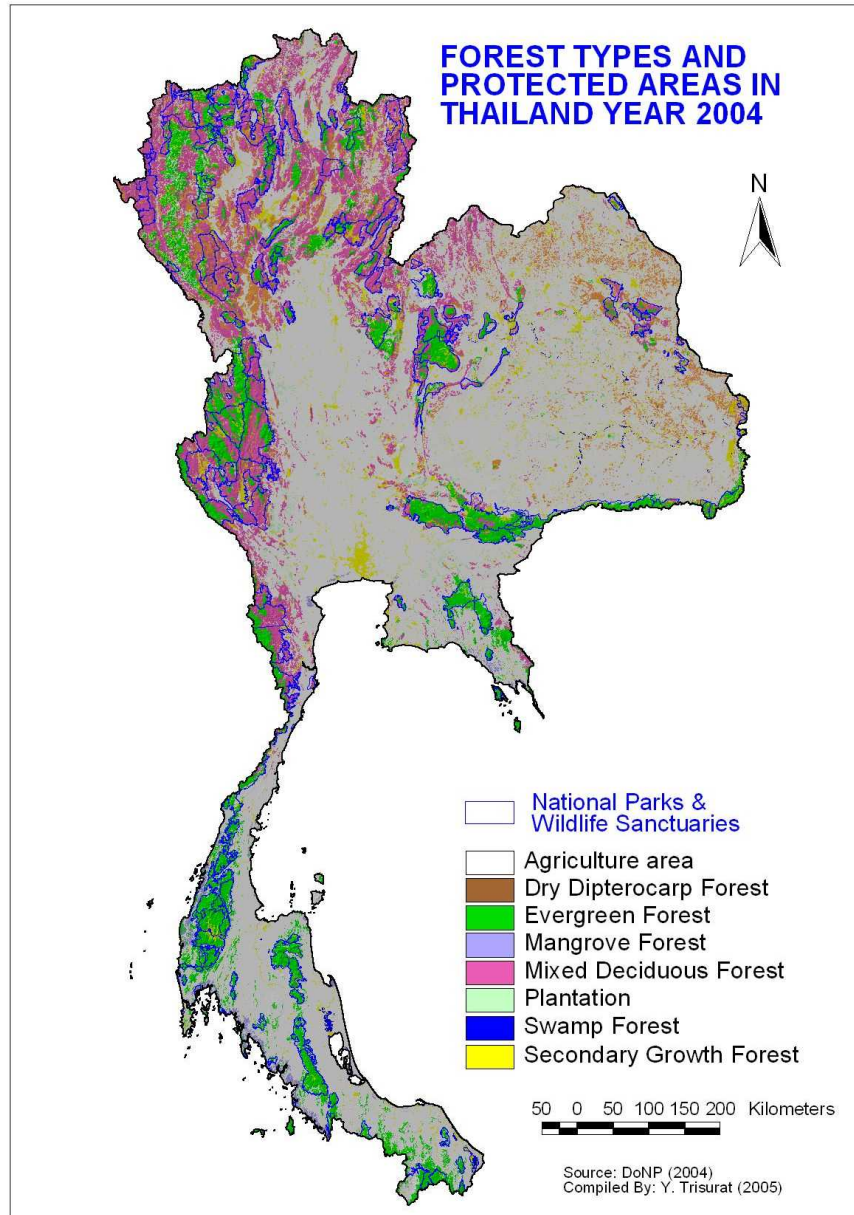 FOREST TYPES AND
PROTECTED AREAS IN
THAILAND YEAR 2004
N
National Parks &
Wildlife Sanctuaries
Agriculture area
Dry Dipterocarp Forest
Evergreen Forest
Mangrove Forest
Mixed Deciduous Forest
Plantation
Swamp Forest
Secondary Growth Forest
50 0 50 100 150 200 Kilometers
Source: DoNP (2004)
Compiled By: Y. Trisurat (2005)